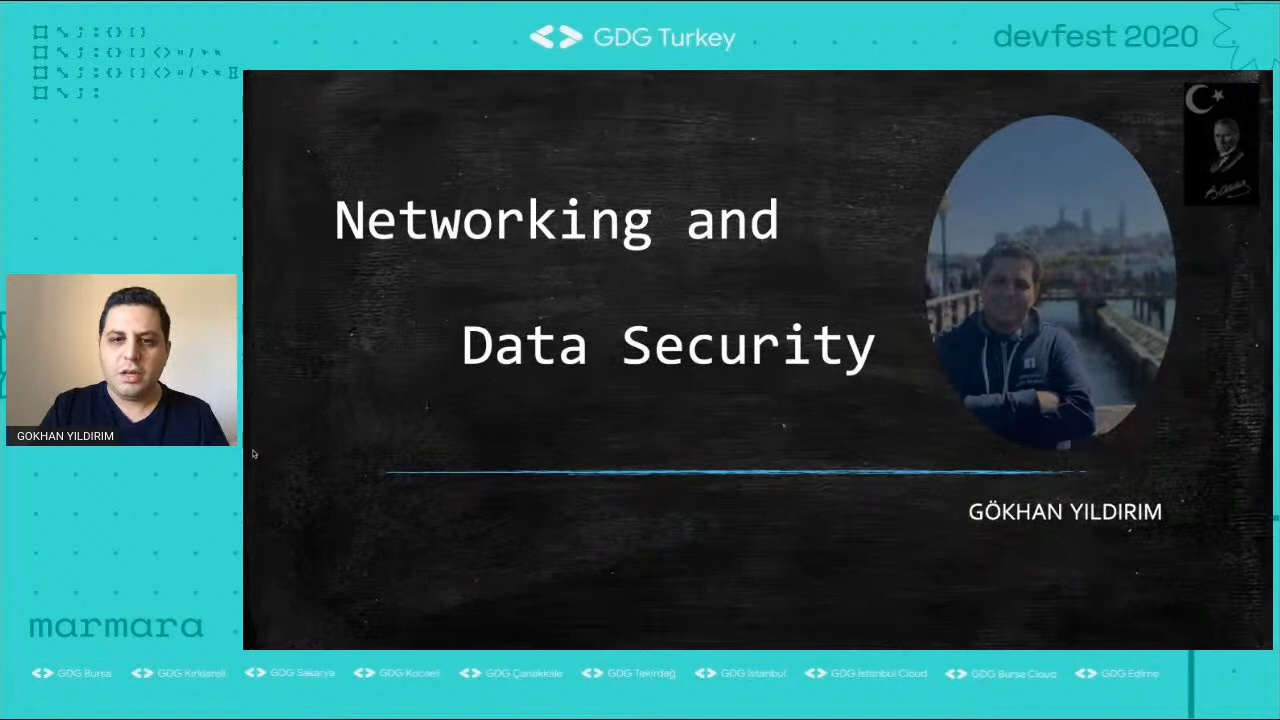 GDG Turkey
devfest 2020
Networking and
Data Security
GOKHAN YILDIRIM
GÖKHAN YILDIRIM
marmara
GDG Bursa
GDG Kırklareli
GDG Sakarya
GDG Kocaeli
GDG Çanakkale
GDG Tekirdağ
GDG İstanbul
GDG İstanbul Cloud
GDG Bursa Cloud
GDG Edirne